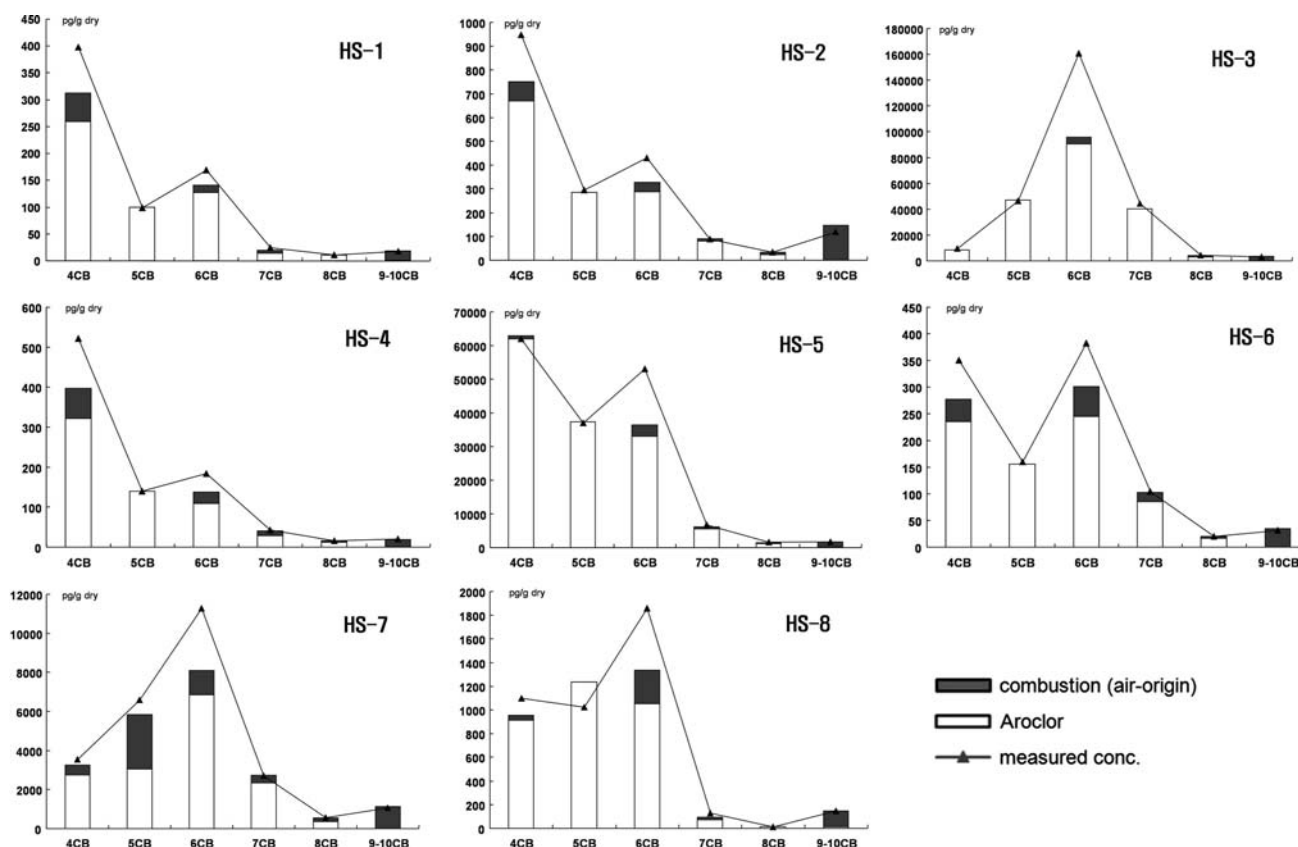 pg/g dry
HS-1
450
400
350
300
250
200
150
100
50
0
4CB 5CB 6CB 7CB 8CB 9-10CB
pg/g dry
HS-2
1000
900
800
700
600
500
400
300
200
100
0
4CB 5CB 6CB 7CB 8CB 9-10CB
pg/g dry
HS-3
180000
160000
140000
120000
100000
80000
60000
40000
20000
0
4CB 5CB 6CB 7CB 8CB 9-10CB
pg/g dry
HS-4
600
500
400
300
200
100
0
4CB 5CB 6CB 7CB 8CB 9-10CB
pg/g dry
HS-5
70000
60000
50000
40000
30000
20000
10000
0
4CB 5CB 6CB 7CB 8CB 9-10CB
pg/g dry
HS-6
450
400
350
300
250
200
150
100
50
0
4CB 5CB 6CB 7CB 8CB 9-10CB
pg/g dry
HS-7
12000
10000
8000
6000
4000
2000
0
4CB 5CB 6CB 7CB 8CB 9-10CB
pg/g dry
HS-8
2000
1800
1600
1400
1200
1000
800
600
400
200
0
4CB 5CB 6CB 7CB 8CB 9-10CB
combustion (air-origin)
Aroclor
measured conc.